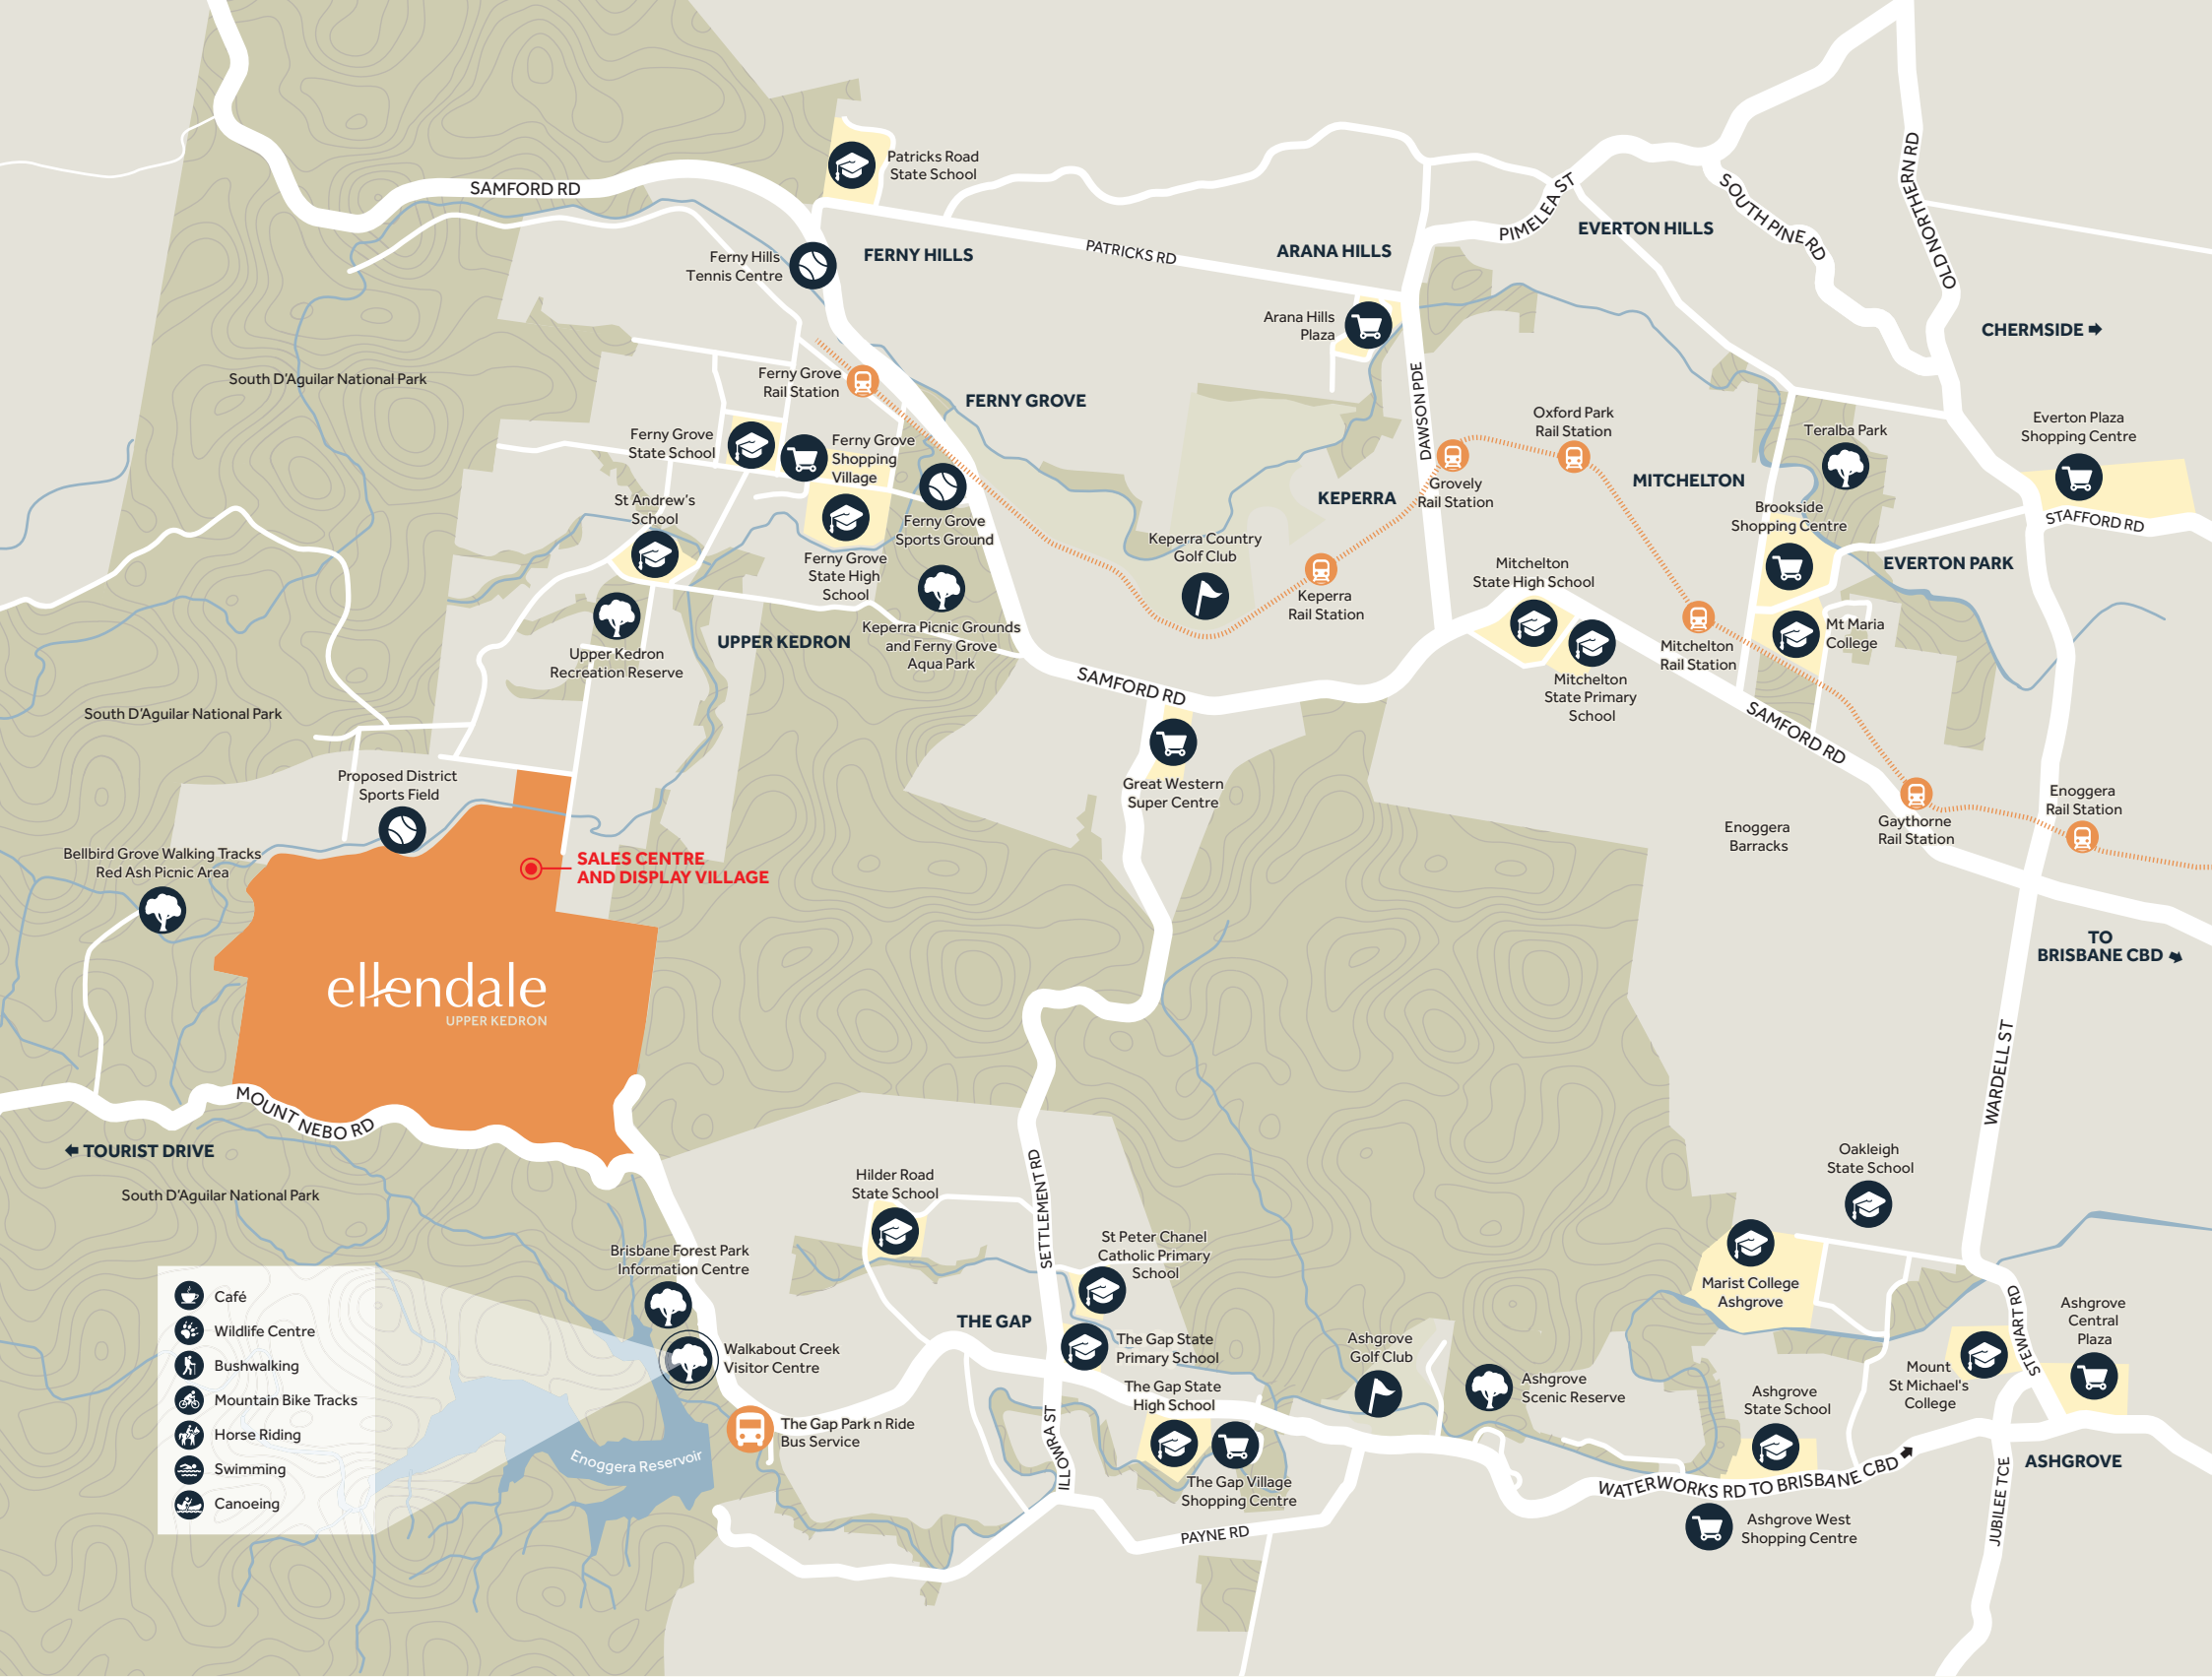 Patricks Road
State School
SAMFORD RD
Ferny Hills
Tennis Centre
FERNY HILLS
PATRICKS RD
ARANA HILLS
PIMELEA ST
EVERTON HILLS
SOUTH PINE RD
OLD NORTHERN RD
Arana Hills
Plaza
CHERMSIDE
South D'Aguilar National Park
Ferny Grove
Rail Station
FERNY GROVE
DAWSON PDE
Oxford Park
Rail Station
Teralba Park
Everton Plaza
Shopping Centre
Ferny Grove
State School
Ferny Grove
Shopping
Village
KEPERRA
Grovely
Rail Station
MITCHELTON
St Andrew's
School
Ferny Grove
Sports Ground
Brookside
Shopping Centre
STAFFORD RD
Ferny Grove
State High
School
Keperra Country
Golf Club
Keperra
Rail Station
Mitchelton
State High School
EVERTON PARK
Upper Kedron
Recreation Reserve
UPPER KEDRON
Keperra Picnic Grounds
and Ferny Grove
Aqua Park
Mitchelton
Rail Station
Mt Maria
College
SAMFORD RD
Mitchelton
State Primary
School
SAMFORD RD
South D'Aguilar National Park
Proposed District
Sports Field
Great Western
Super Centre
Enoggera
Barracks
Gaythorne
Rail Station
Enoggera
Rail Station
Bellbird Grove Walking Tracks
Red Ash Picnic Area
SALES CENTRE
AND DISPLAY VILLAGE
TO
BRISBANE CBD
ellendale
UPPER KEDRON
WARDELL ST
MOUNT NEBO RD
TOURIST DRIVE
South D'Aguilar National Park
Hilder Road
State School
SETTLEMENT RD
Oakleigh
State School
St Peter Chanel
Catholic Primary
School
Brisbane Forest Park
Information Centre
Marist College
Ashgrove
STEWART RD
Ashgrove
Central
Plaza
THE GAP
Walkabout Creek
Visitor Centre
The Gap State
Primary School
Ashgrove
Golf Club
Ashgrove
Scenic Reserve
Mount
St Michael's
College
The Gap State
High School
Ashgrove
State School
The Gap Park n Ride
Bus Service
ILLOWRA ST
Enoggera Reservoir
The Gap Village
Shopping Centre
WATERWORKS RD TO BRISBANE CBD
ASHGROVE
PAYNE RD
Ashgrove West
Shopping Centre
JUBILEE TCE
Café
Wildlife Centre
Bushwalking
Mountain Bike Tracks
Horse Riding
Swimming
Canoeing